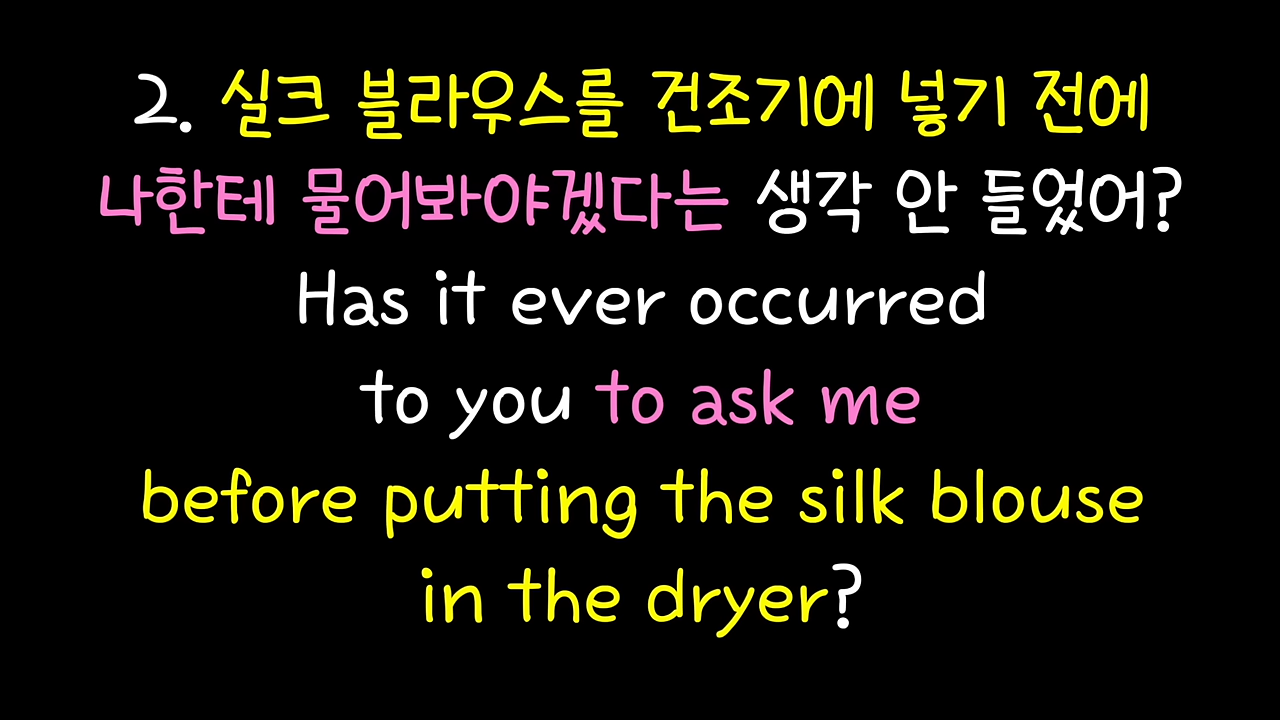 2. 실크 블라우스를 건조기에 넣기 전에
나한테 물어봐야겠다는 생각 안 들었어?
Has it ever occurred
to you to ask me
before putting the silk blouse
in the dryer?